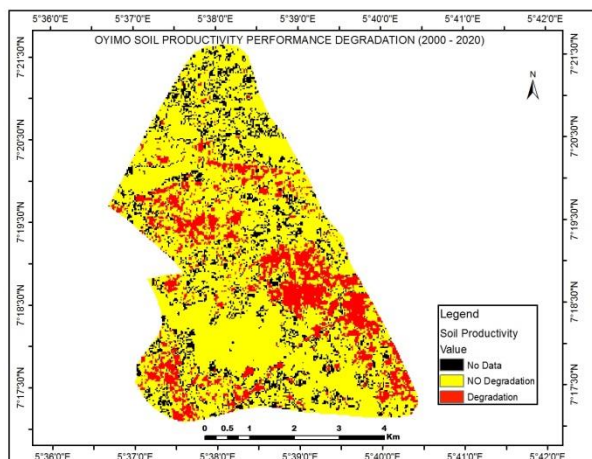 5°36'0"E 5°37'0"E 5°38'0"E 5°39'0"E 5°40'0"E 5°41'0"E 5°42'0"E
OYIMO SOIL PRODUCTIVITY PERFORMANCE DEGRADATION (2000 - 2020)
N
7°21'30"N 7°21'30"N
7°20'30"N 7°20'30"N
7°19'30"N 7°19'30"N
7°18'30"N 7°18'30"N
7°17'30"N 7°17'30"N
Legend
Soil Productivity
Value
No Data
NO Degradation
Degradation
0 0.5 1 2 3 4
Km
5°36'0"E 5°37'0"E 5°38'0"E 5°39'0"E 5°40'0"E 5°41'0"E 5°42'0"E